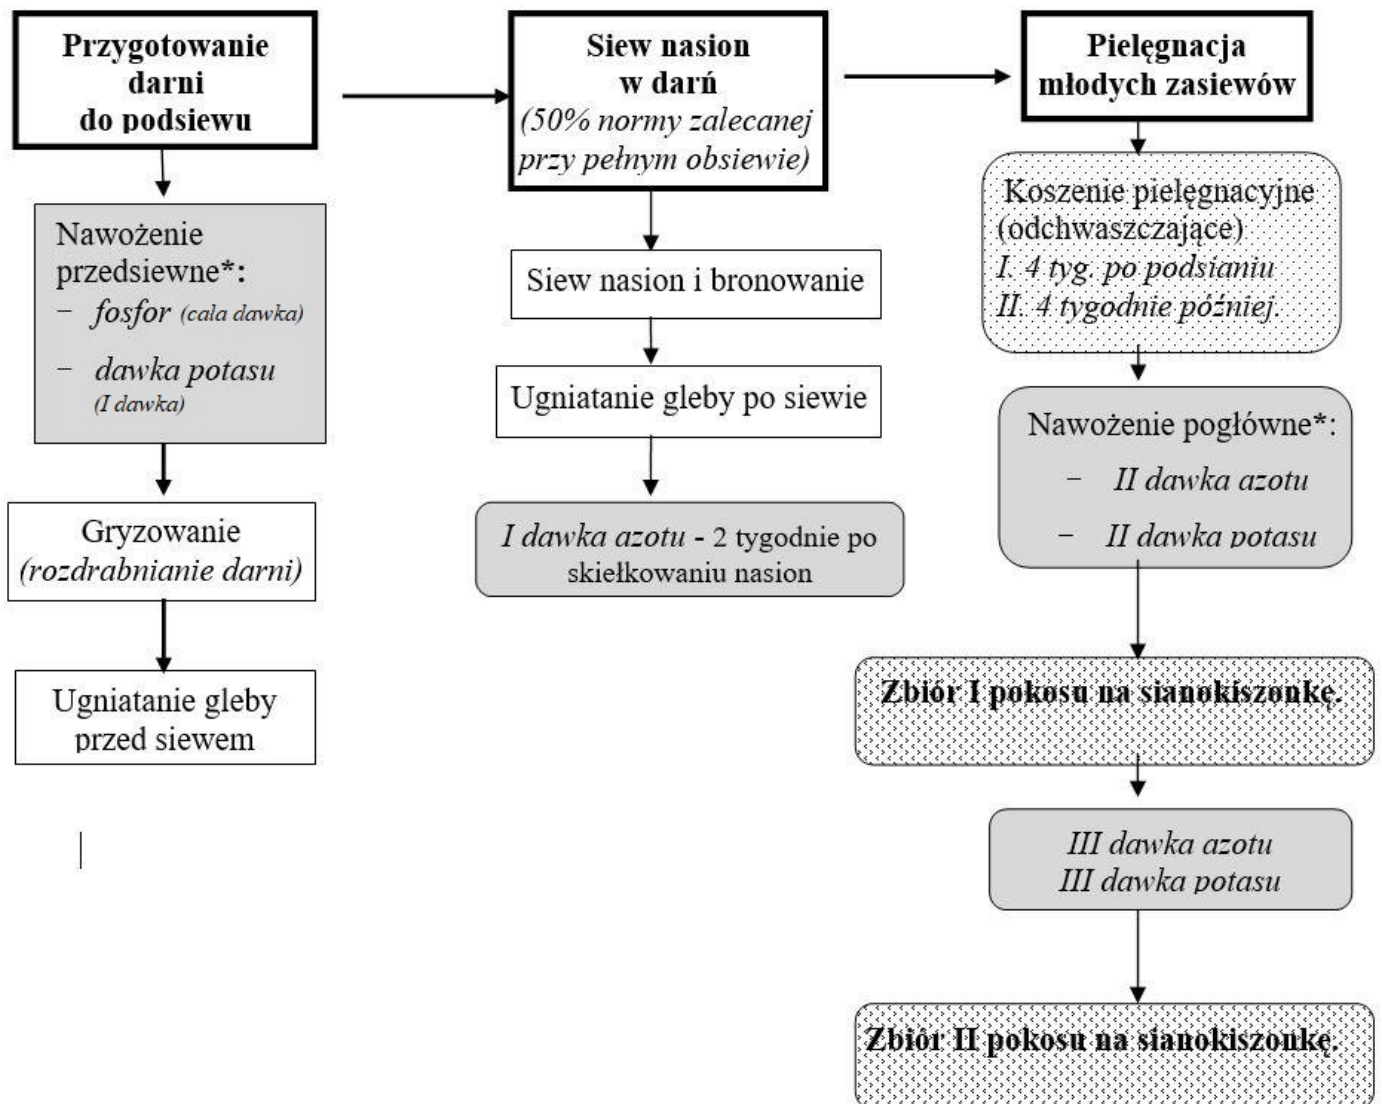 Przygotowanie
darni
do podsiewu
Nawożenie
przedsiewne*:
– fosfor (cała dawka)
– dawka potasu
(I dawka)
Gryzowanie
(rozdrabnianie darni)
Ugniatanie gleby
przed siewem
Siew nasion
w darń
(50% normy zalecanej
przy pełnym obsiewie)
Siew nasion i bronowanie
Ugniatanie gleby po siewie
I dawka azotu - 2 tygodnie po
skiełkowaniu nasion
Pielęgnacja
młodych zasiewów
Koszenie pielęgnacyjne
(odchwaszczające)
I. 4 tyg. po podsianiu
II. 4 tygodnie później.
Nawożenie pogłówne*:
– II dawka azotu
– II dawka potasu
Zbiór I pokosu na sianokiszonkę.
III dawka azotu
III dawka potasu
Zbiór II pokosu na sianokiszonkę.